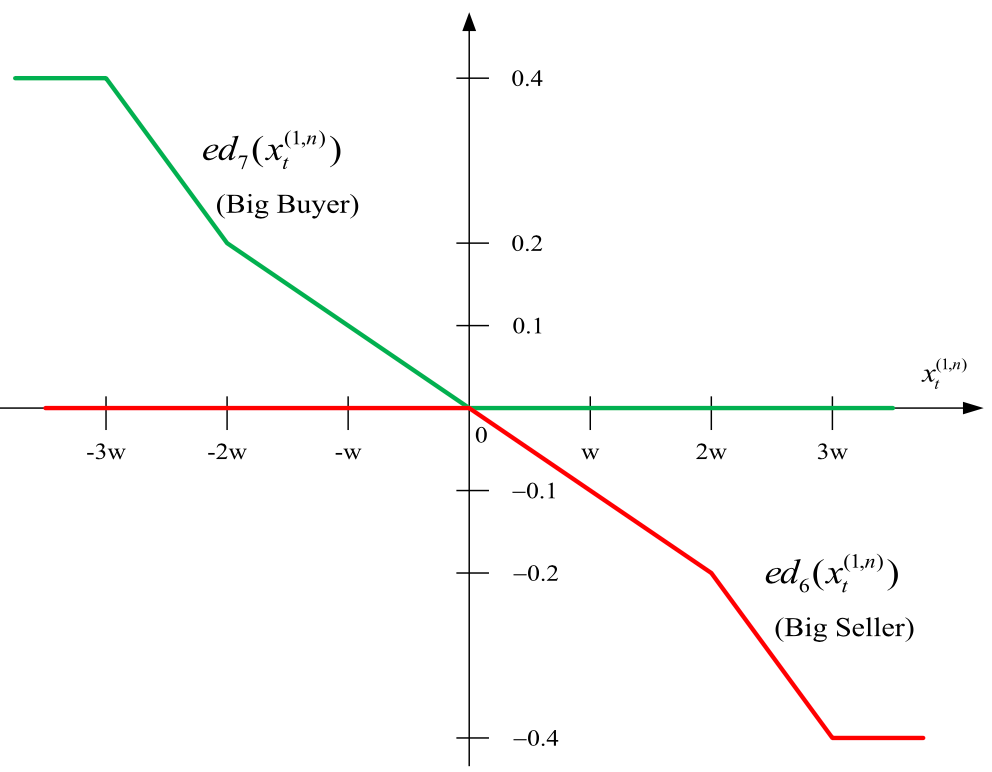 0.4
ed₇(xₜ^(1,n))
(Big Buyer)
0.2
0.1
xₜ^(1,n)
0
-3w -2w -w w 2w 3w
–0.1
–0.2
ed₆(xₜ^(1,n))
(Big Seller)
–0.4